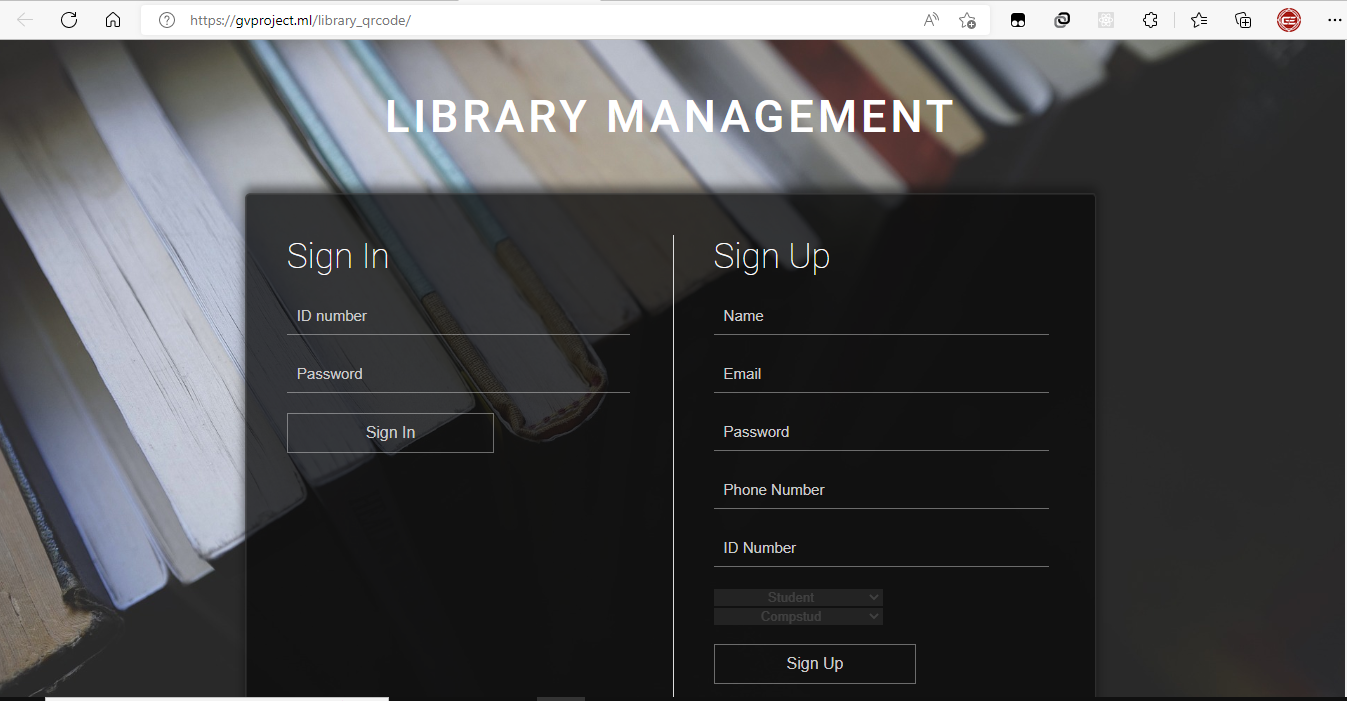 https://gvproject.ml/library_qrcode/
LIBRARY MANAGEMENT
Sign In
ID number
Password
Sign In
Sign Up
Name
Email
Password
Phone Number
ID Number
Student
Compstud
Sign Up